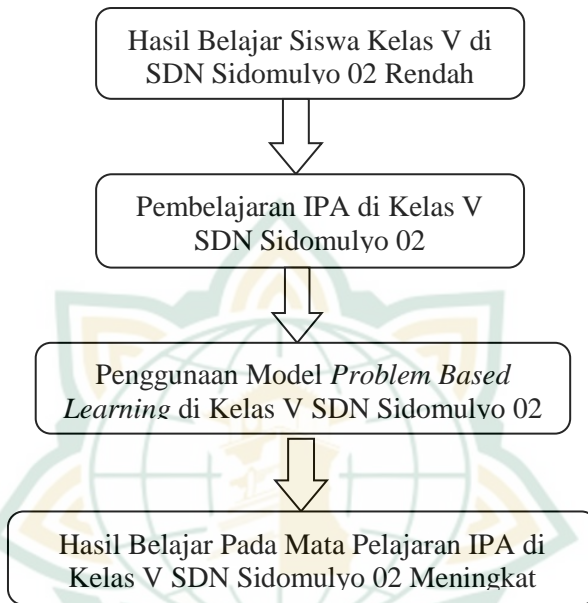 Hasil Belajar Siswa Kelas V di
SDN Sidomulyo 02 Rendah
Pembelajaran IPA di Kelas V
SDN Sidomulyo 02
Penggunaan Model Problem Based
Learning di Kelas V SDN Sidomulyo 02
Hasil Belajar Pada Mata Pelajaran IPA di
Kelas V SDN Sidomulyo 02 Meningkat